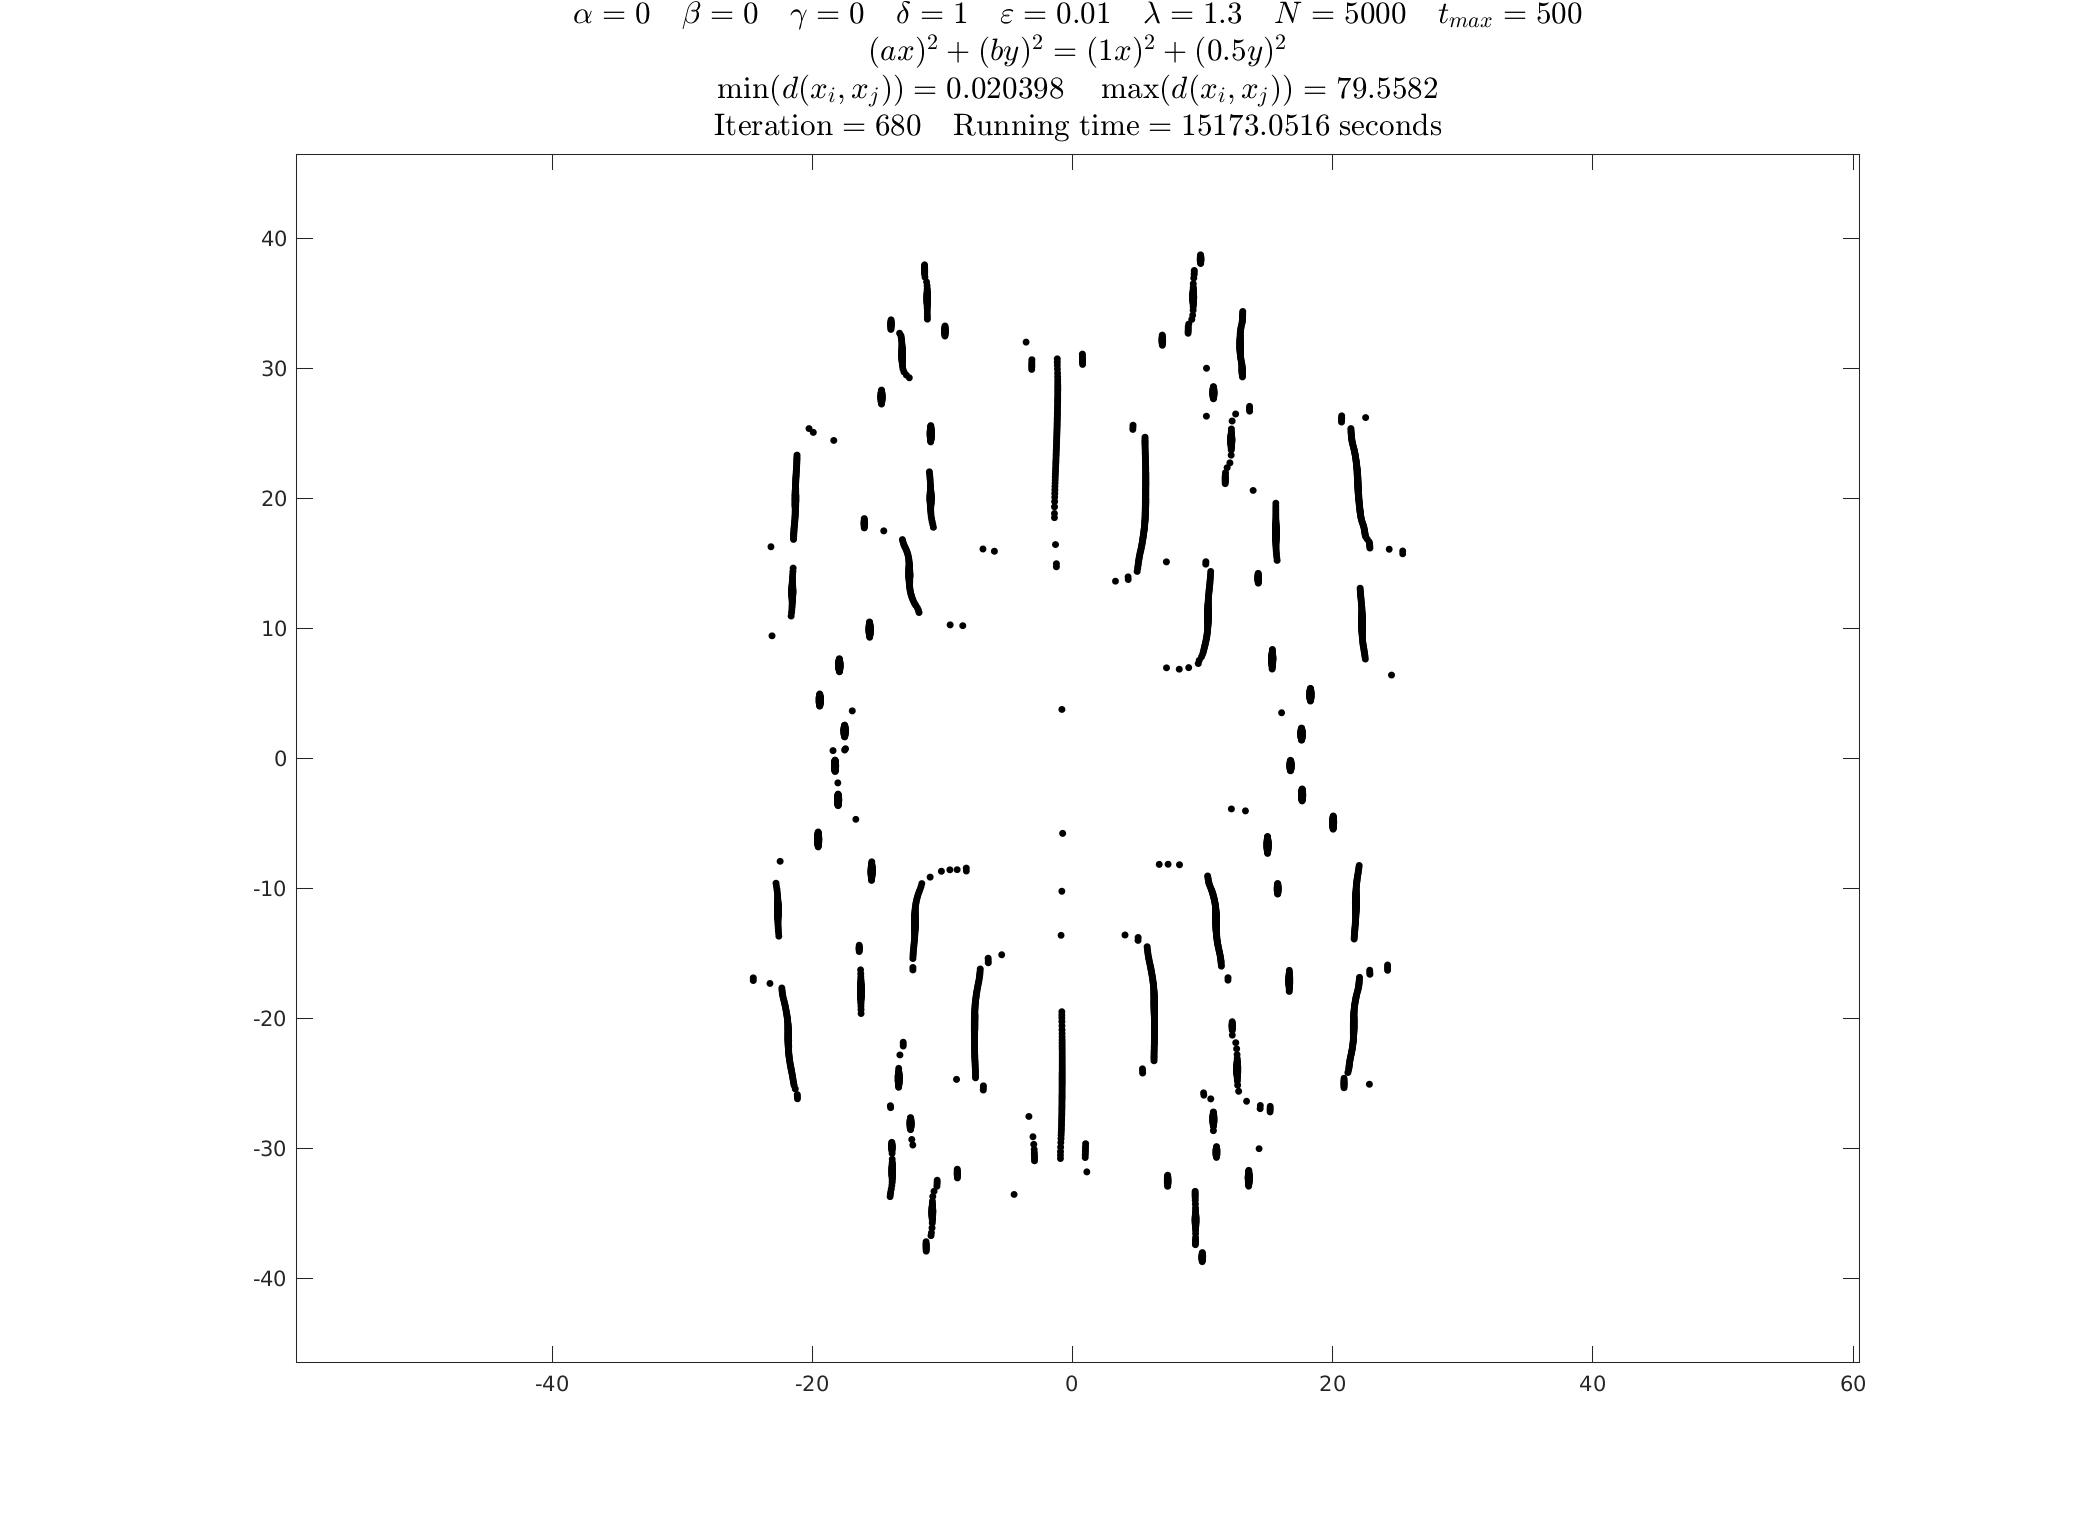 α = 0 β = 0 γ = 0 δ = 1 ε = 0.01 λ = 1.3 N = 5000 t_{max} = 500
(ax)² + (by)² = (1x)² + (0.5y)²
min(d(x_i, x_j)) = 0.020398 max(d(x_i, x_j)) = 79.5582
Iteration = 680 Running time = 15173.0516 seconds
40
30
20
10
0
-10
-20
-30
-40
-40 -20 0 20 40 60